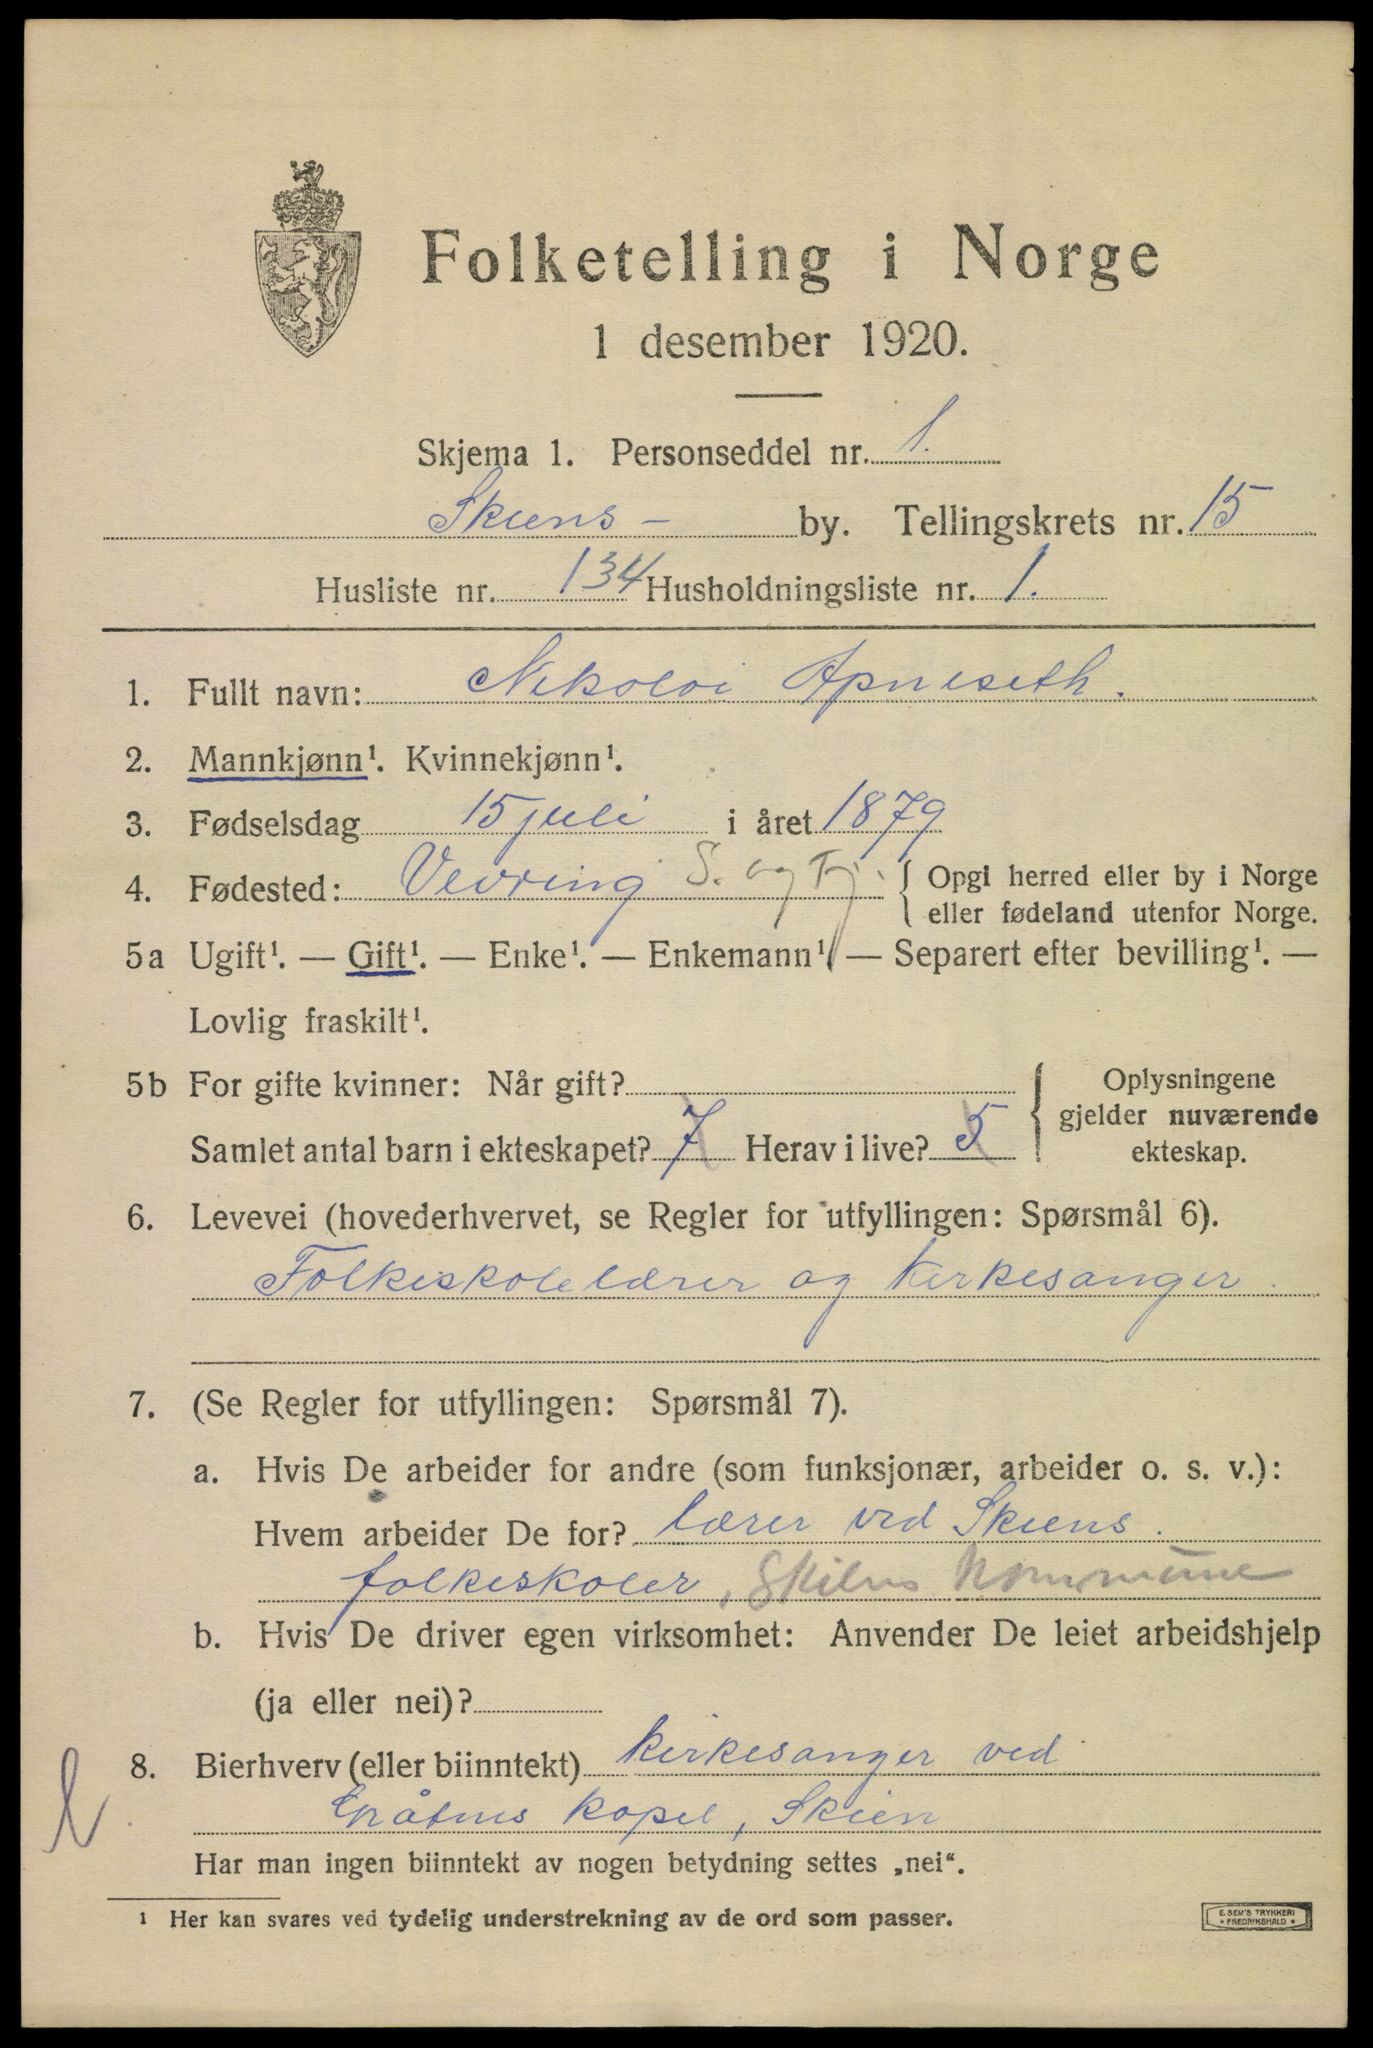 Folketelling i Norge
1 desember 1920.
Skjema 1. Personseddel nr. 1.
Skiens – by. Tellingskrets nr. 15
Husliste nr. 134 Husholdningsliste nr. 1.
1. Fullt navn: Nikolai Apneseth.
2. Mannkjønn¹. Kvinnekjønn¹.
3. Fødselsdag 15 juli i året 1879
4. Fødested: Vevring S. og Fj. { Opgi herred eller by i Norge
eller fødeland utenfor Norge.
5a Ugift¹. — Gift¹. — Enke¹. — Enkemann¹. — Separert efter bevilling¹. —
Lovlig fraskilt¹.
5b For gifte kvinner: Når gift? { Oplysningene
gjelder nuværende
Samlet antal barn i ekteskapet? 7 Herav i live? 5
ekteskap.
6. Levevei (hovederhvervet, se Regler for utfyllingen: Spørsmål 6).
Folkeskolelærer og kirkesanger.
7. (Se Regler for utfyllingen: Spørsmål 7).
a. Hvis De arbeider for andre (som funksjonær, arbeider o. s. v.):
Hvem arbeider De for? lærer ved Skiens
folkeskoler, Skiens kommune
b. Hvis De driver egen virksomhet: Anvender De leiet arbeidshjelp
(ja eller nei)?
8. Bierhverv (eller biinntekt) kirkesanger ved
kapel, Skien
Har man ingen biinntekt av nogen betydning settes „nei“.
¹ Her kan svares ved tydelig understrekning av de ord som passer.
E. SEM'S TRYKKERI
* FREDRIKSHALD *